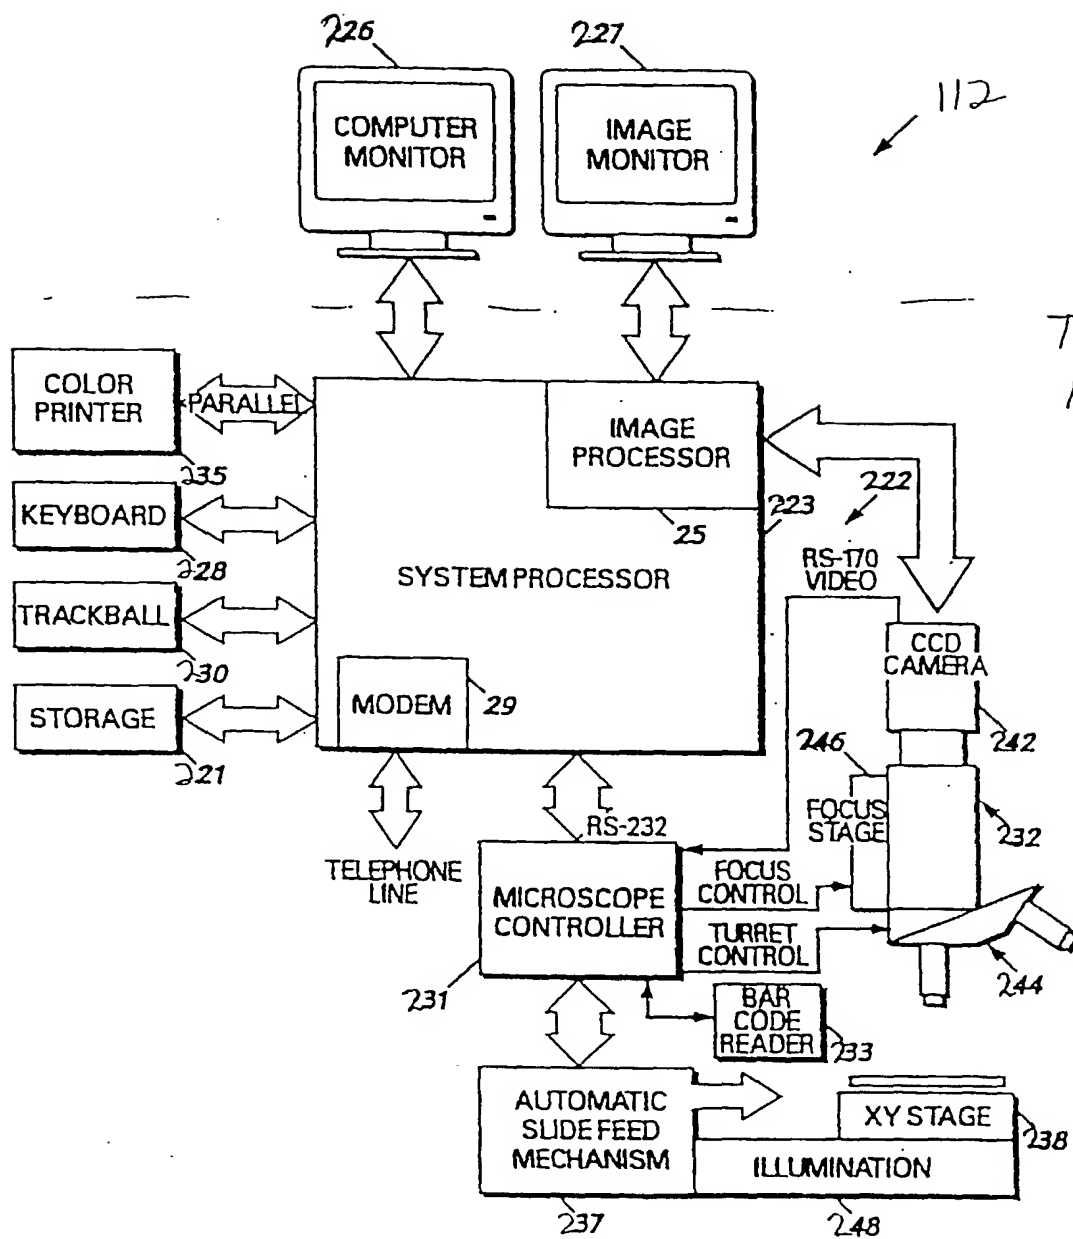 226
227
112
COMPUTER
MONITOR
IMAGE
MONITOR
COLOR
PRINTER
PARALLEL
235
IMAGE
PROCESSOR
25
223
222
KEYBOARD
228
SYSTEM PROCESSOR
RS-170
VIDEO
TRACKBALL
230
CCD
CAMERA
MODEM
29
STORAGE
221
242
246
FOCUS
STAGE
232
RS-232
TELEPHONE
LINE
MICROSCOPE
CONTROLLER
231
FOCUS
CONTROL
TURRET
CONTROL
244
BAR
CODE
READER
233
AUTOMATIC
SLIDE FEED
MECHANISM
237
XY STAGE
238
ILLUMINATION
248